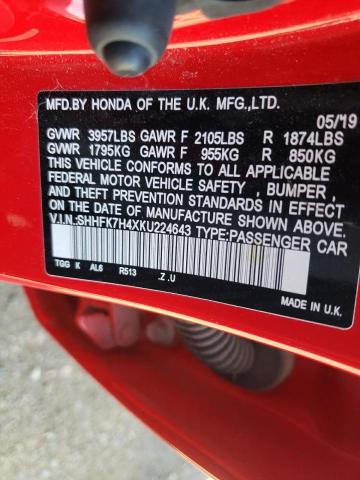 MFD.BY HONDA OF THE U.K. MFG.,LTD.
05/19
GVWR 3957LBS GAWR F 2105LBS R 1874LBS
GVWR 1795KG GAWR F 955KG R 850KG
THIS VEHICLE CONFORMS TO ALL APPLICABLE
FEDERAL MOTOR VEHICLE SAFETY, BUMPER,
AND THEFT PREVENTION STANDARDS IN EFFECT
ON THE DATE OF MANUFACTURE SHOWN ABOVE.
V.I.N.:SHHFK7H4XKU224643 TYPE:PASSENGER CAR
TGG K AL6 R513 .Z.U
MADE IN U.K.